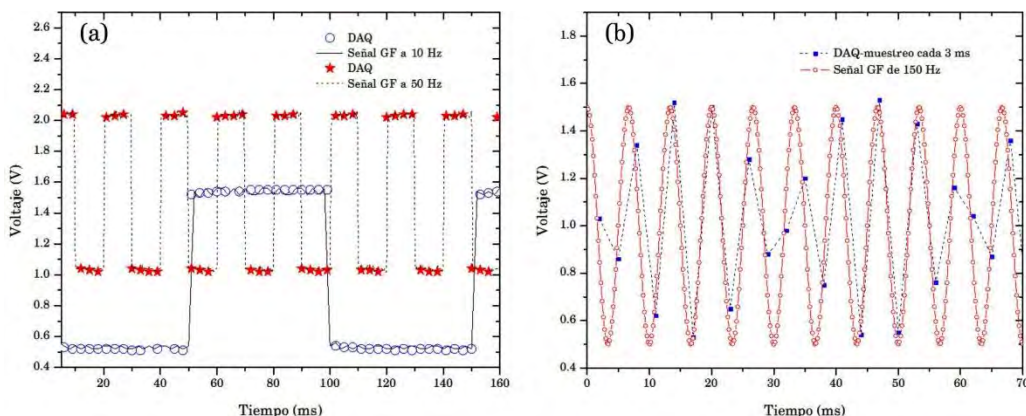 (a)
DAQ
Señal GF a 10 Hz
DAQ
Señal GF a 50 Hz
Voltaje (V)
2.6
2.4
2.2
2.0
1.8
1.6
1.4
1.2
1.0
0.8
0.6
0.4
20 40 60 80 100 120 140 160
Tiempo (ms)
(b)
DAQ-muestreo cada 3 ms
Señal GF de 150 Hz
Voltaje (V)
1.8
1.6
1.4
1.2
1.0
0.8
0.6
0.4
0 10 20 30 40 50 60 70
Tiempo (ms)